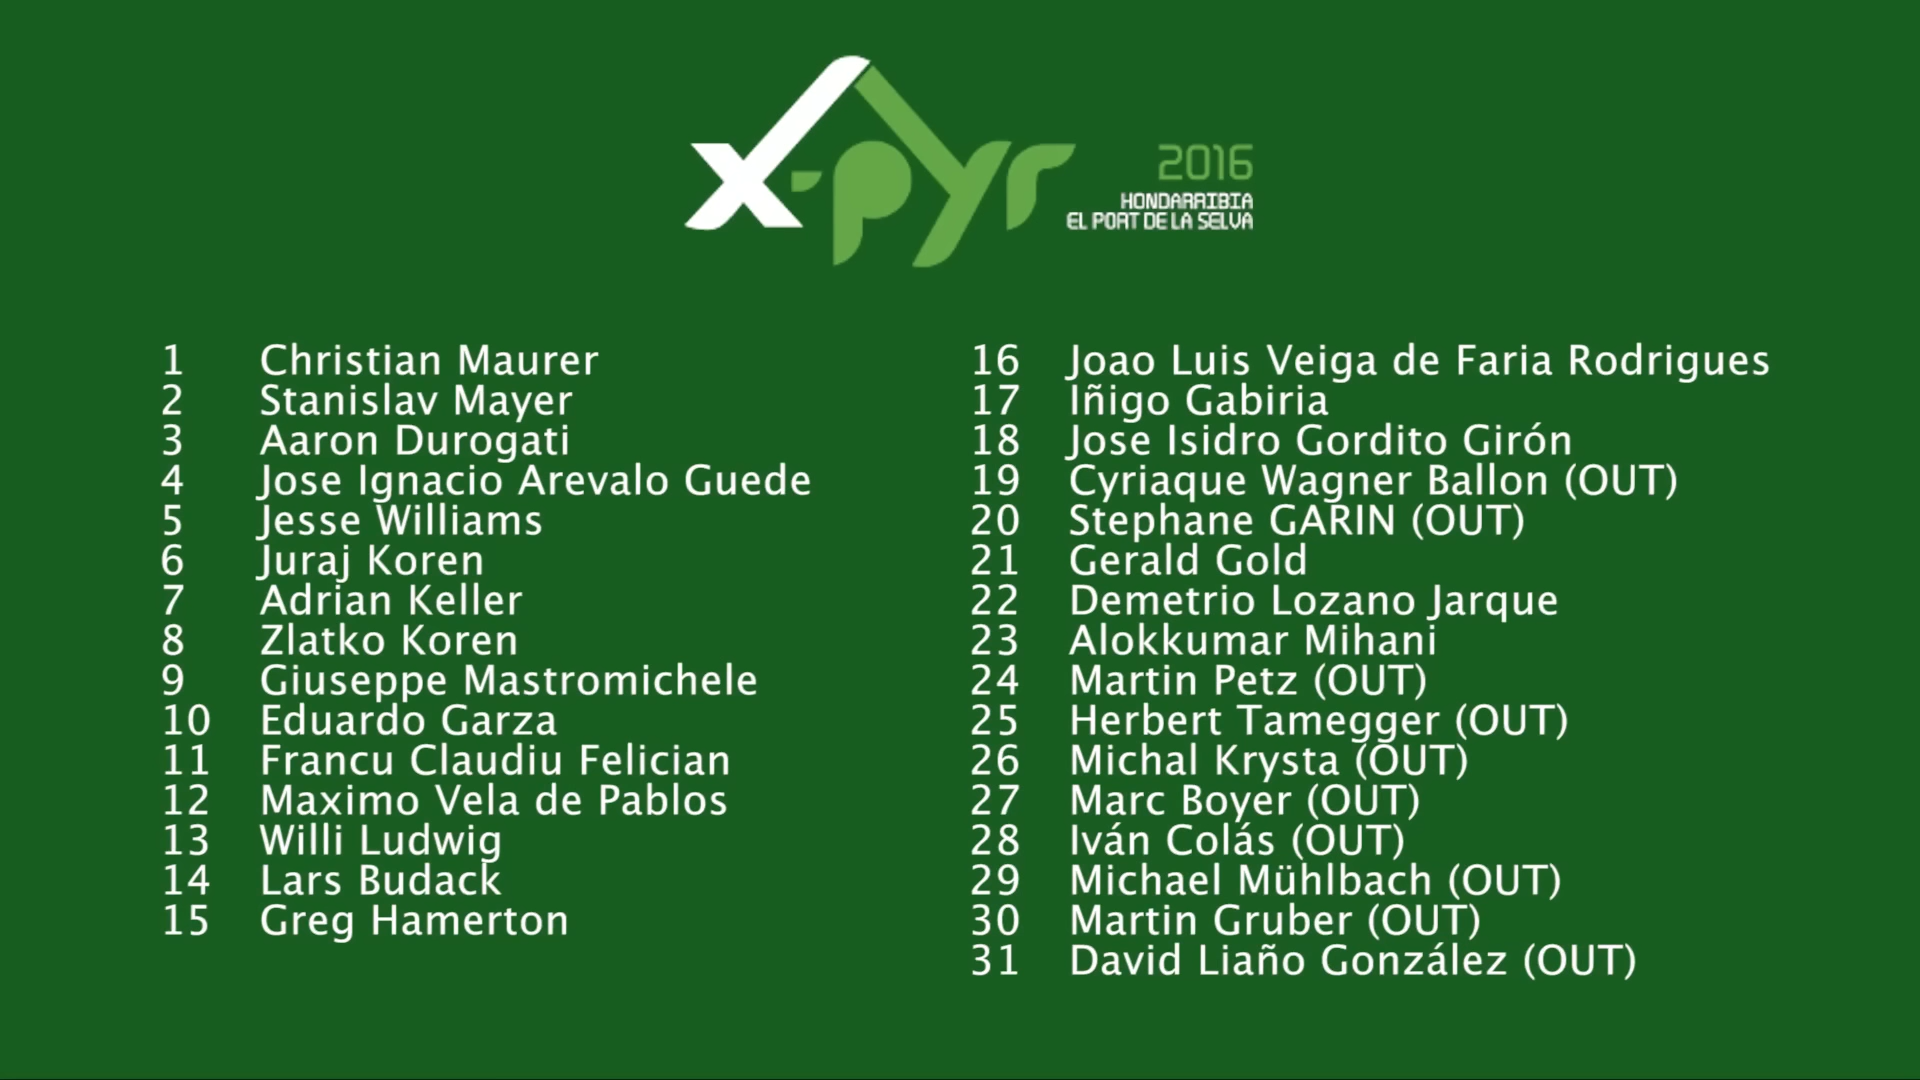 x-pyr
2016
HONDARRIBIA
EL PORT DE LA SELVA
1 Christian Maurer
2 Stanislav Mayer
3 Aaron Durogati
4 Jose Ignacio Arevalo Guede
5 Jesse Williams
6 Juraj Koren
7 Adrian Keller
8 Zlatko Koren
9 Giuseppe Mastromichele
10 Eduardo Garza
11 Francu Claudiu Felician
12 Maximo Vela de Pablos
13 Willi Ludwig
14 Lars Budack
15 Greg Hamerton
16 Joao Luis Veiga de Faria Rodrigues
17 Iñigo Gabiria
18 Jose Isidro Gordito Girón
19 Cyriaque Wagner Ballon (OUT)
20 Stephane GARIN (OUT)
21 Gerald Gold
22 Demetrio Lozano Jarque
23 Alokkumar Mihani
24 Martin Petz (OUT)
25 Herbert Tamegger (OUT)
26 Michal Krysta (OUT)
27 Marc Boyer (OUT)
28 Iván Colás (OUT)
29 Michael Mühlbach (OUT)
30 Martin Gruber (OUT)
31 David Liaño González (OUT)